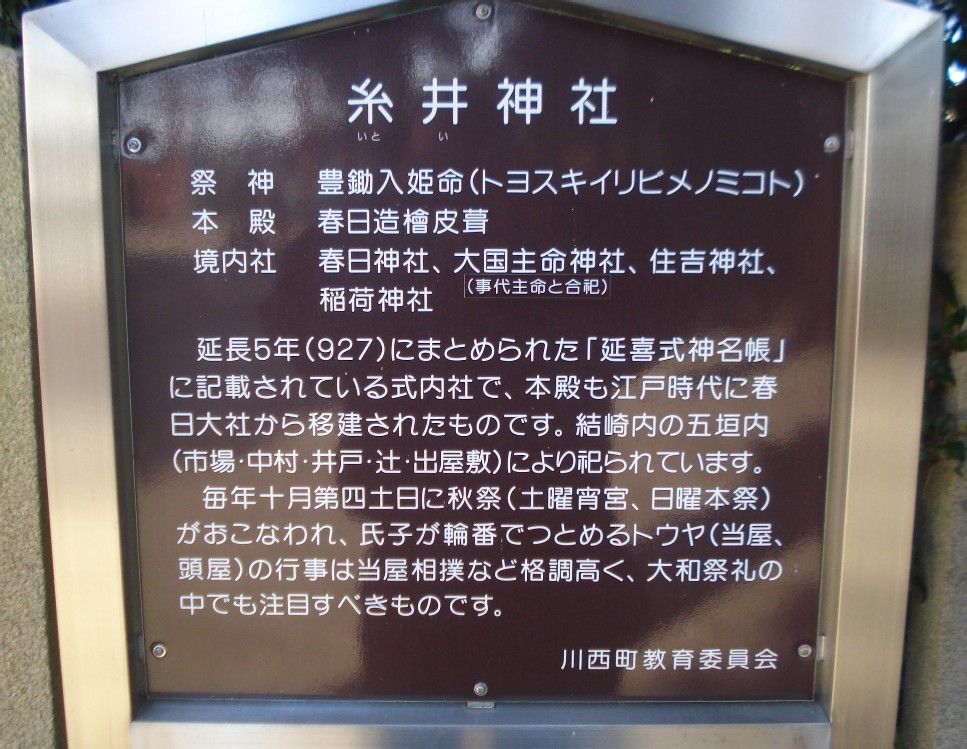 糸井神社
いと い
祭神 豊鋤入姫命(トヨスキイリビメノミコト)
本殿 春日造檜皮葺
境内社 春日神社、大国主命神社、住吉神社、
(事代主命と合祀)
稲荷神社
延長5年(927)にまとめられた「延喜式神名帳」
に記載されている式内社で、本殿も江戸時代に春
日大社から移建されたものです。結崎内の五垣内
(市場・中村・井戸・辻・出屋敷)により祀られています。
毎年十月第四土日に秋祭(土曜宵宮、日曜本祭)
がおこなわれ、氏子が輪番でつとめるトウヤ(当屋、
頭屋)の行事は当屋相撲など格調高く、大和祭礼の
中でも注目すべきものです。
川西町教育委員会